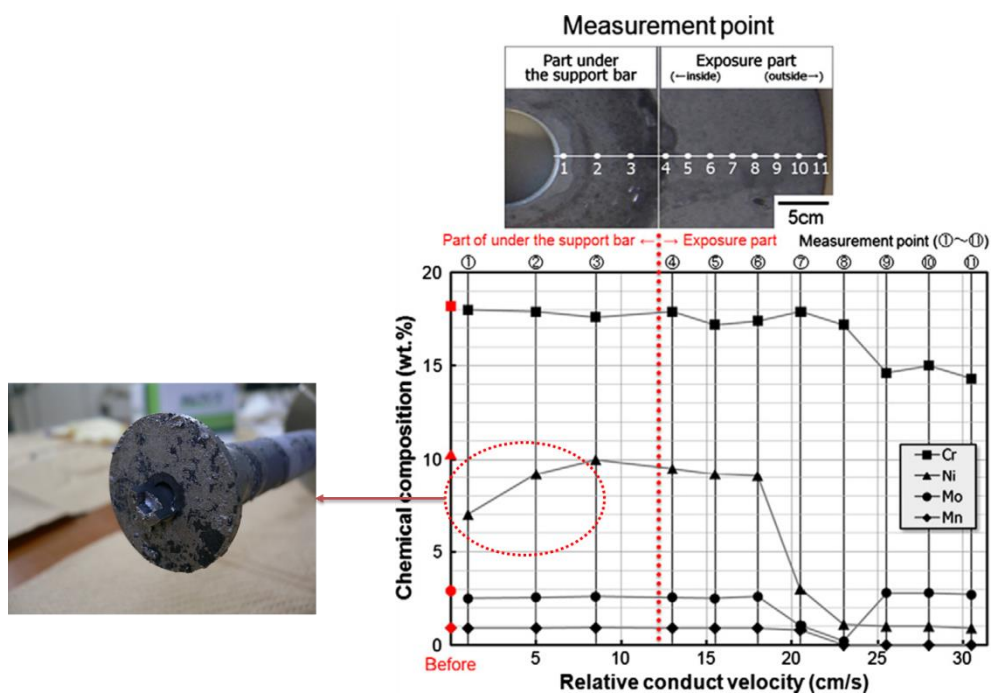 Measurement point
Part under
the support bar
Exposure part
(←inside) (outside→)
1 2 3 4 5 6 7 8 9 10 11
5cm
Part of under the support bar ← → Exposure part Measurement point (①~⑪)
① ② ③ ④ ⑤ ⑥ ⑦ ⑧ ⑨ ⑩ ⑪
20
15
10
5
0
Chemical composition (wt.%)
Cr
Ni
Mo
Mn
Before 5 10 15 20 25 30
Relative conduct velocity (cm/s)